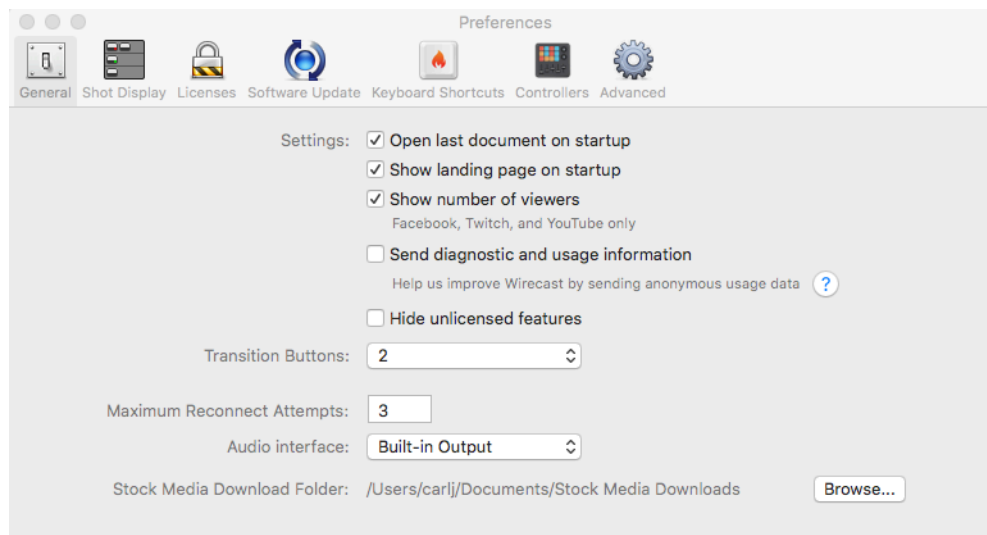 Preferences
General Shot Display Licenses Software Update Keyboard Shortcuts Controllers Advanced
Settings: Open last document on startup
Show landing page on startup
Show number of viewers
Facebook, Twitch, and YouTube only
Send diagnostic and usage information
Help us improve Wirecast by sending anonymous usage data ?
Hide unlicensed features
Transition Buttons: 2
Maximum Reconnect Attempts: 3
Audio interface: Built-in Output
Stock Media Download Folder: /Users/carlj/Documents/Stock Media Downloads Browse...